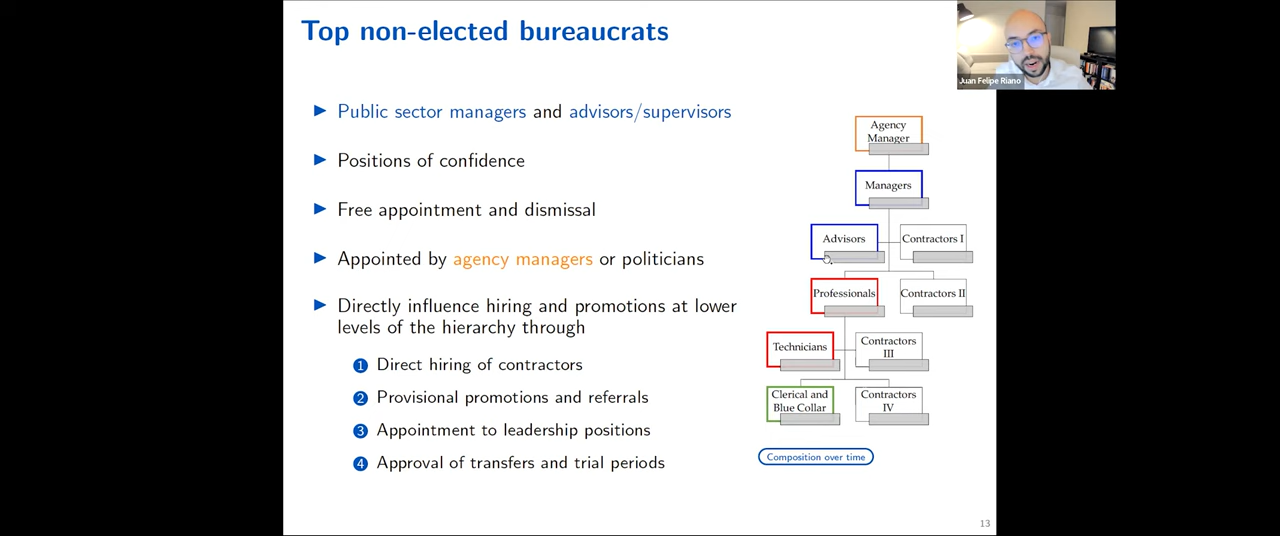 Top non-elected bureaucrats
Juan Felipe Riano
▶ Public sector managers and advisors/supervisors
▶ Positions of confidence
▶ Free appointment and dismissal
▶ Appointed by agency managers or politicians
▶ Directly influence hiring and promotions at lower
levels of the hierarchy through
1 Direct hiring of contractors
2 Provisional promotions and referrals
3 Appointment to leadership positions
4 Approval of transfers and trial periods
Agency
Manager
Managers
Advisors
Contractors I
Professionals
Contractors II
Technicians
Contractors
III
Clerical and
Blue Collar
Contractors
IV
Composition over time
13